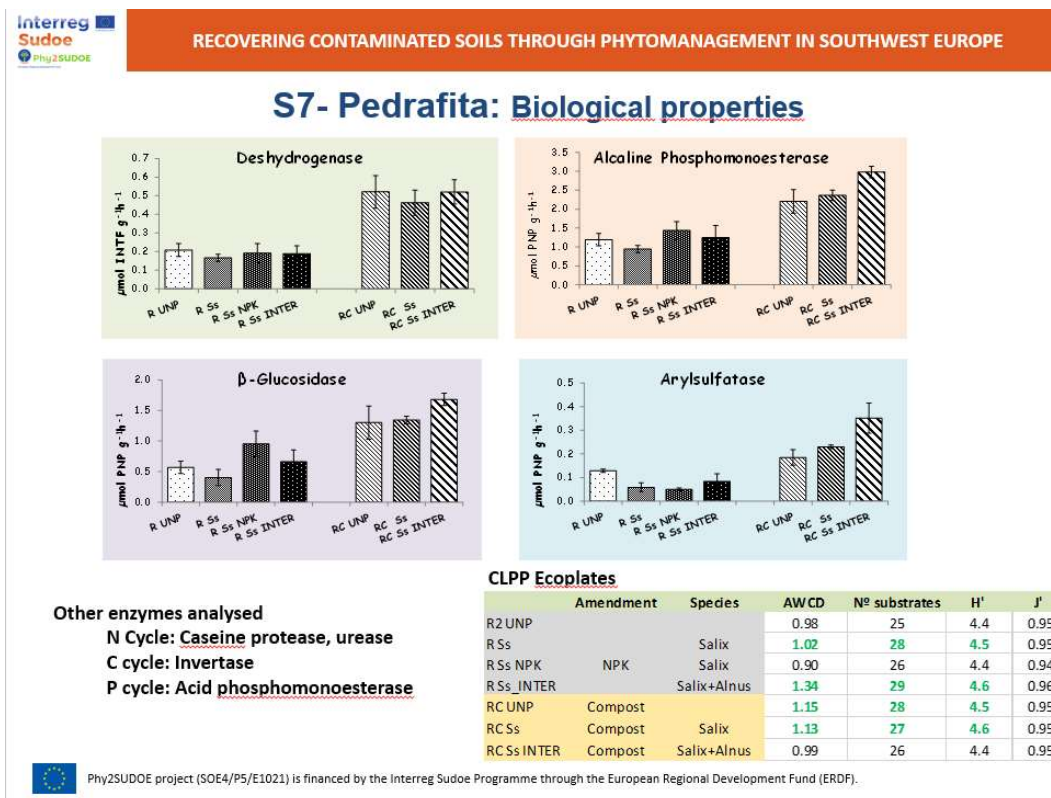 Interreg
Sudoe
Phy2SUDOE
RECOVERING CONTAMINATED SOILS THROUGH PHYTOMANAGEMENT IN SOUTHWEST EUROPE
S7- Pedrafita: Biological properties
Deshydrogenase
µmol INTF g⁻¹h⁻¹
0.7
0.6
0.5
0.4
0.3
0.2
0.1
0.0
R UNP
R Ss
R Ss NPK
R Ss INTER
RC UNP
RC Ss
RC Ss INTER
Alcaline Phosphomonoesterase
µmol PNP g⁻¹h⁻¹
3.5
3.0
2.5
2.0
1.5
1.0
0.5
0.0
R UNP
R Ss
R Ss NPK
R Ss INTER
RC UNP
RC Ss
RC Ss INTER
β-Glucosidase
µmol PNP g⁻¹h⁻¹
2.0
1.5
1.0
0.5
0.0
R UNP
R Ss
R Ss NPK
R Ss INTER
RC UNP
RC Ss
RC Ss INTER
Arylsulfatase
µmol PNP g⁻¹h⁻¹
0.5
0.4
0.3
0.2
0.1
0.0
R UNP
R Ss
R Ss NPK
R Ss INTER
RC UNP
RC Ss
RC Ss INTER
Other enzymes analysed
N Cycle: Caseine protease, urease
C cycle: Invertase
P cycle: Acid phosphomonoesterase
CLPP Ecoplates
Amendment Species AWCD Nº substrates H' J'
R2 UNP 0.98 25 4.4 0.95
R Ss Salix 1.02 28 4.5 0.95
R Ss NPK NPK Salix 0.90 26 4.4 0.94
R Ss_INTER Salix+Alnus 1.34 29 4.6 0.96
RC UNP Compost 1.15 28 4.5 0.95
RC Ss Compost Salix 1.13 27 4.6 0.95
RC Ss INTER Compost Salix+Alnus 0.99 26 4.4 0.95
Phy2SUDOE project (SOE4/P5/E1021) is financed by the Interreg Sudoe Programme through the European Regional Development Fund (ERDF).